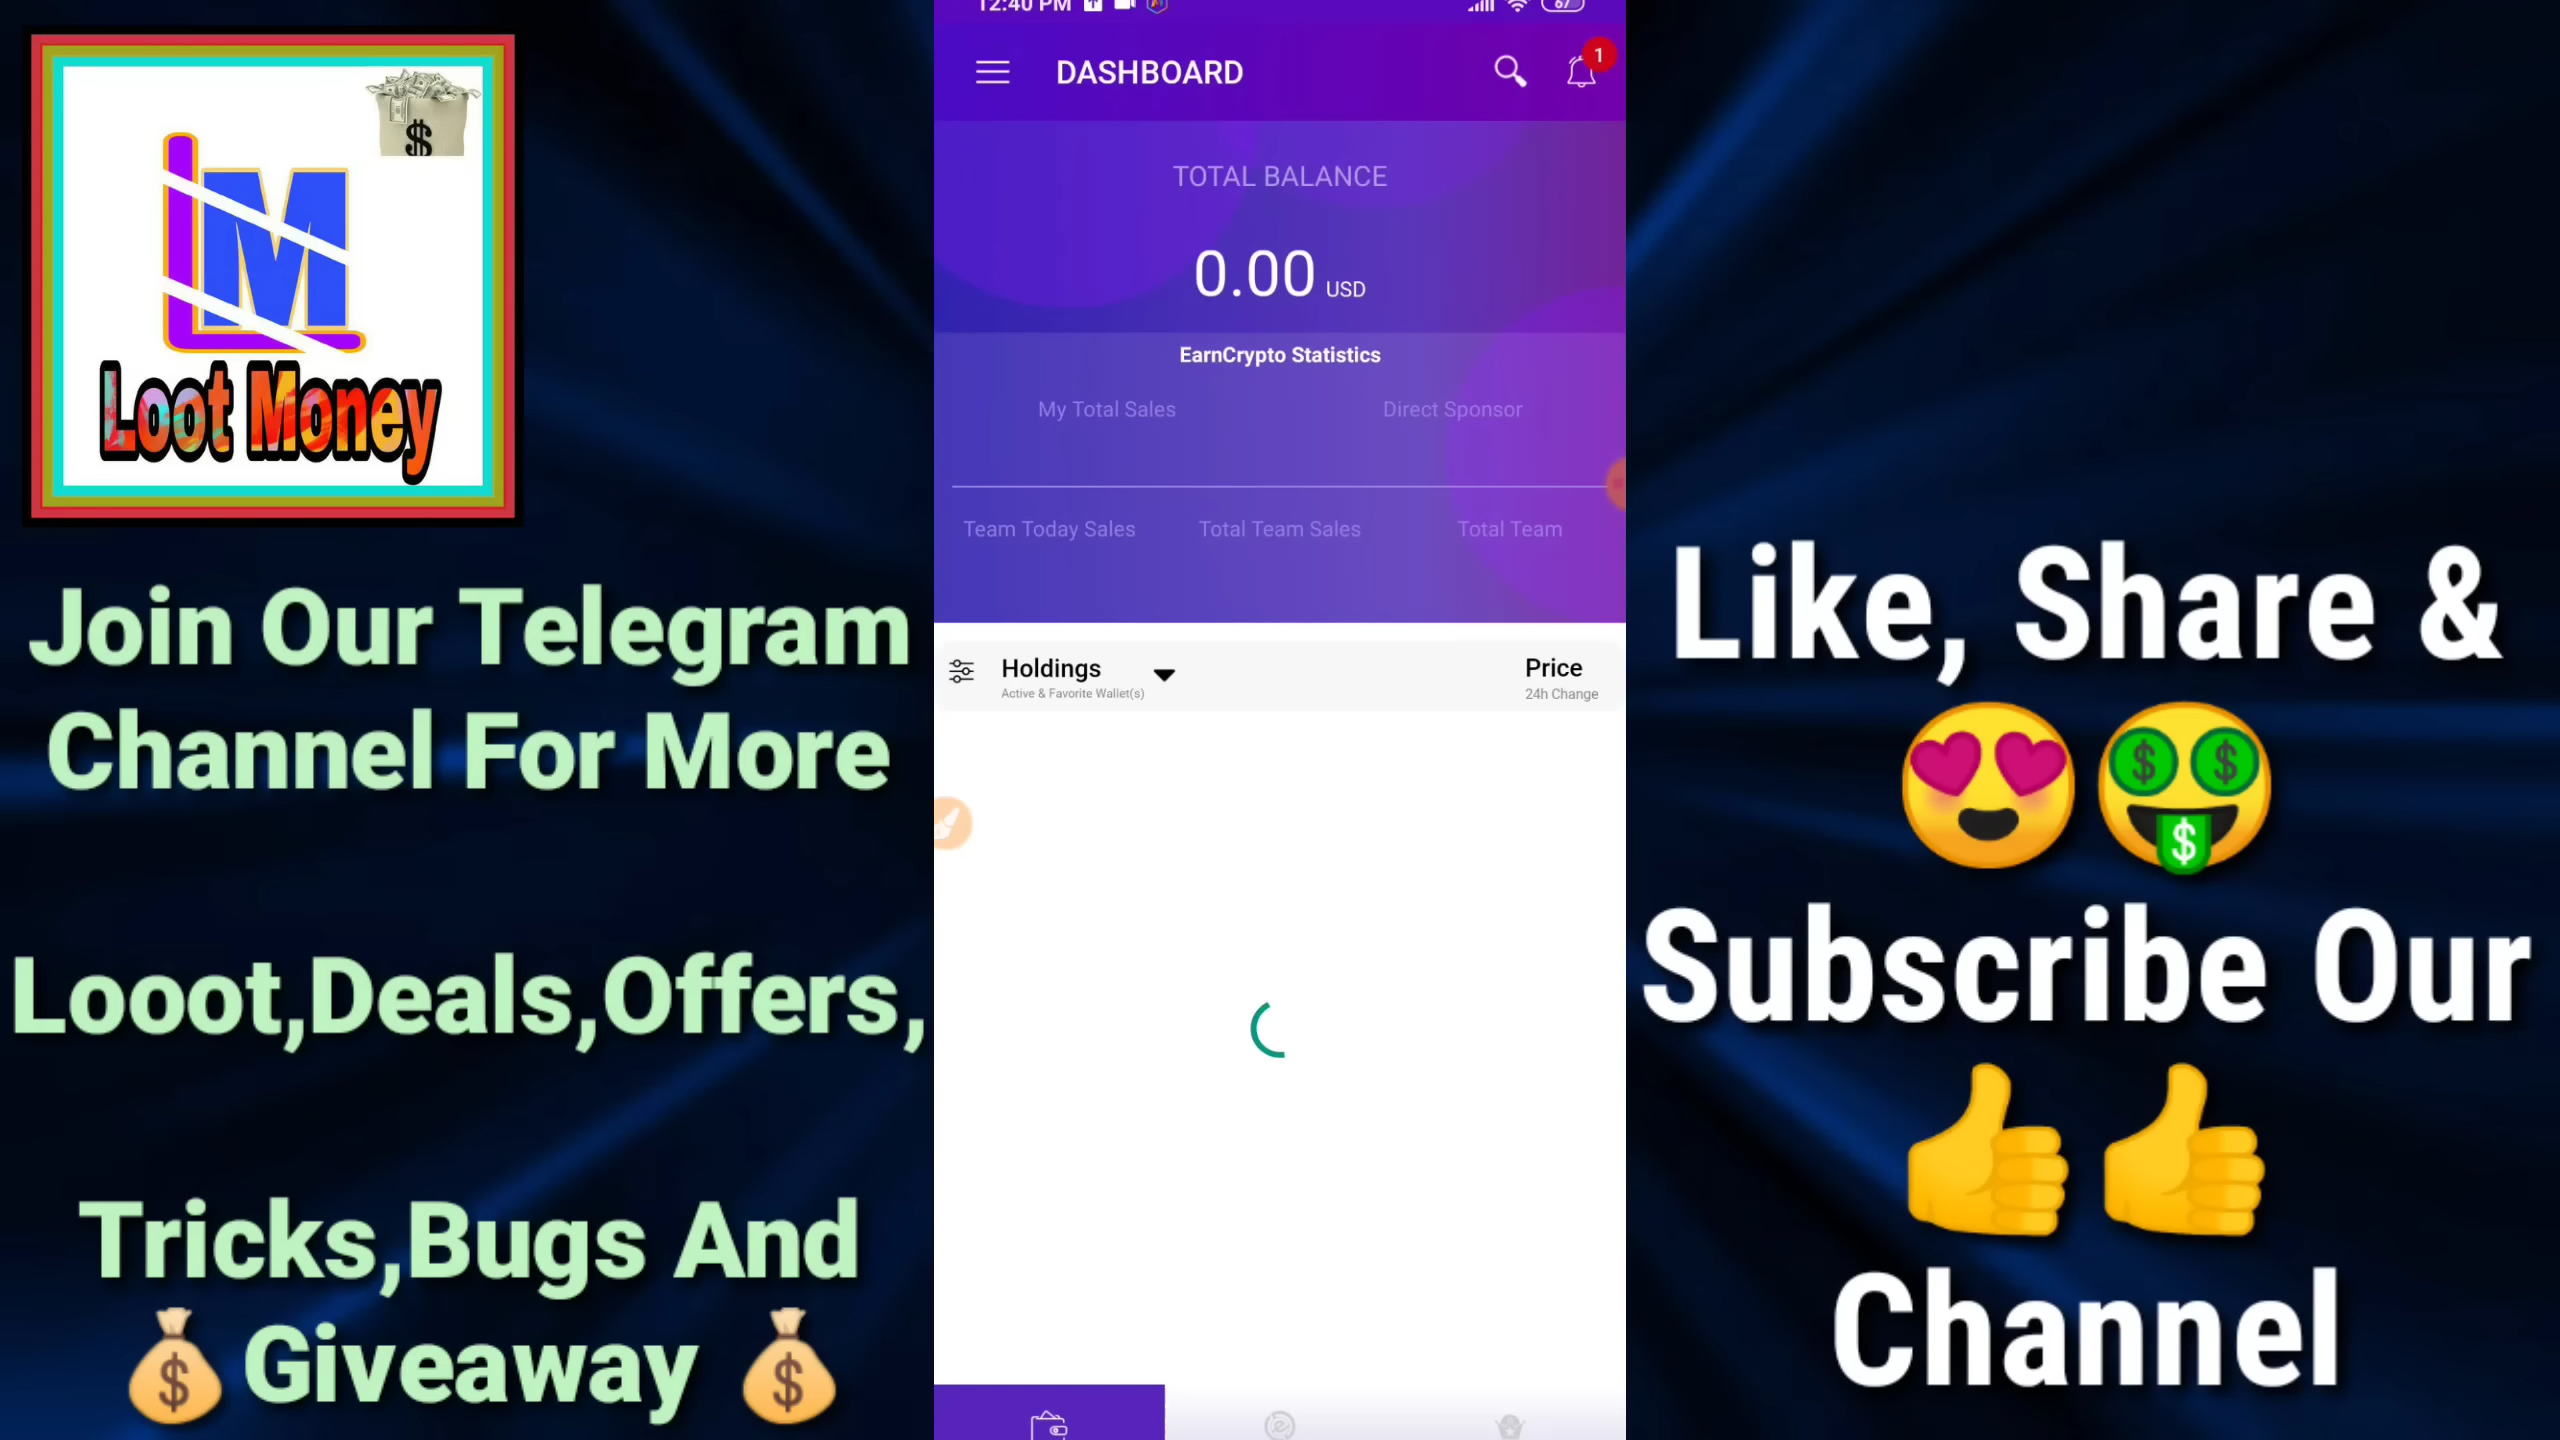 Loot Money
Join Our Telegram
Channel For More
Looot,Deals,Offers,
Tricks,Bugs And
Giveaway
12:40 PM
67
DASHBOARD
1
TOTAL BALANCE
0.00 USD
EarnCrypto Statistics
My Total Sales
Direct Sponsor
Team Today Sales
Total Team Sales
Total Team
Holdings
Active & Favorite Wallet(s)
Price
24h Change
Like, Share &
Subscribe Our
Channel